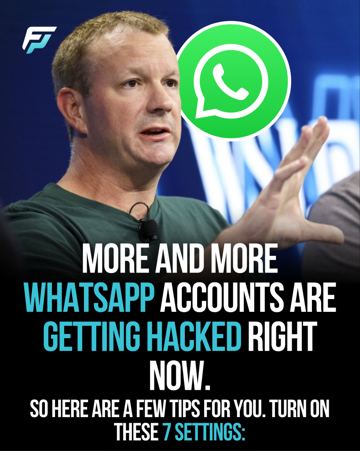 MORE AND MORE
WHATSAPP ACCOUNTS ARE
GETTING HACKED RIGHT
NOW.
SO HERE ARE A FEW TIPS FOR YOU. TURN ON
THESE 7 SETTINGS: